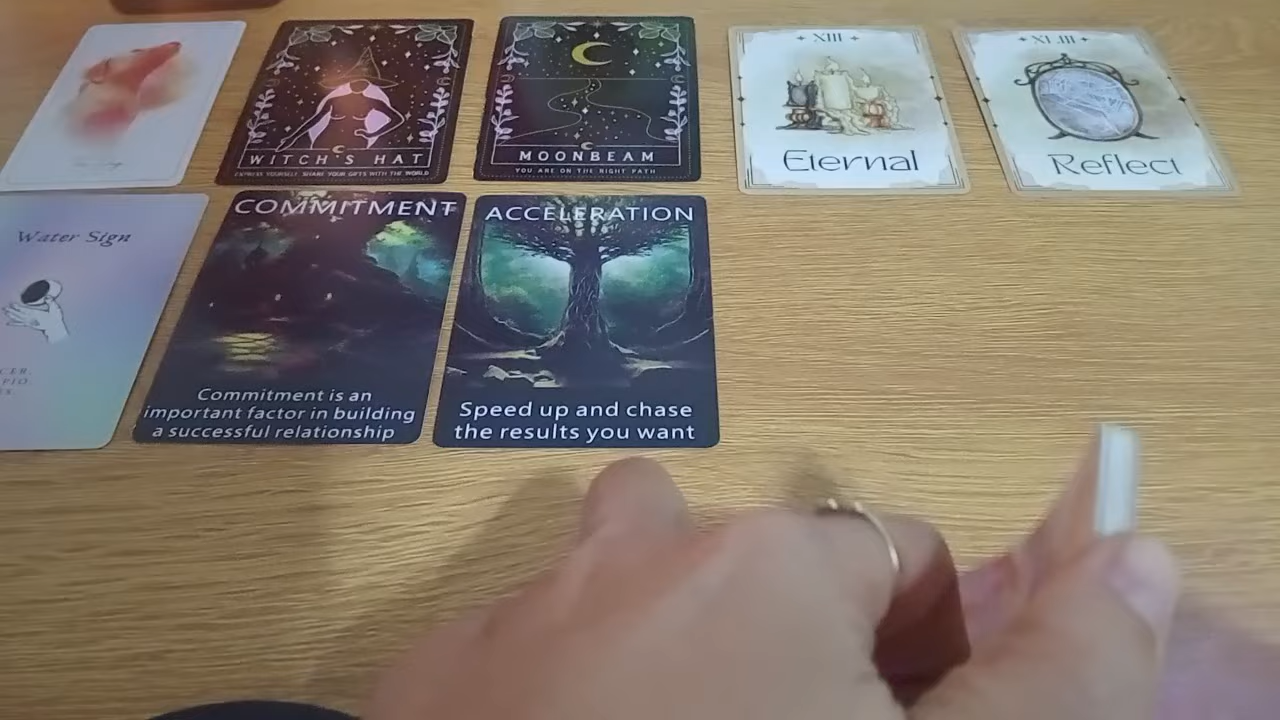 WITCH'S HAT
EXPRESS YOURSELF. SHARE YOUR GIFTS WITH THE WORLD
MOONBEAM
YOU ARE ON THE RIGHT PATH
XIII
Eternal
Reflect
Water Sign
COMMITMENT
Commitment is an
important factor in building
a successful relationship
ACCELERATION
Speed up and chase
the results you want